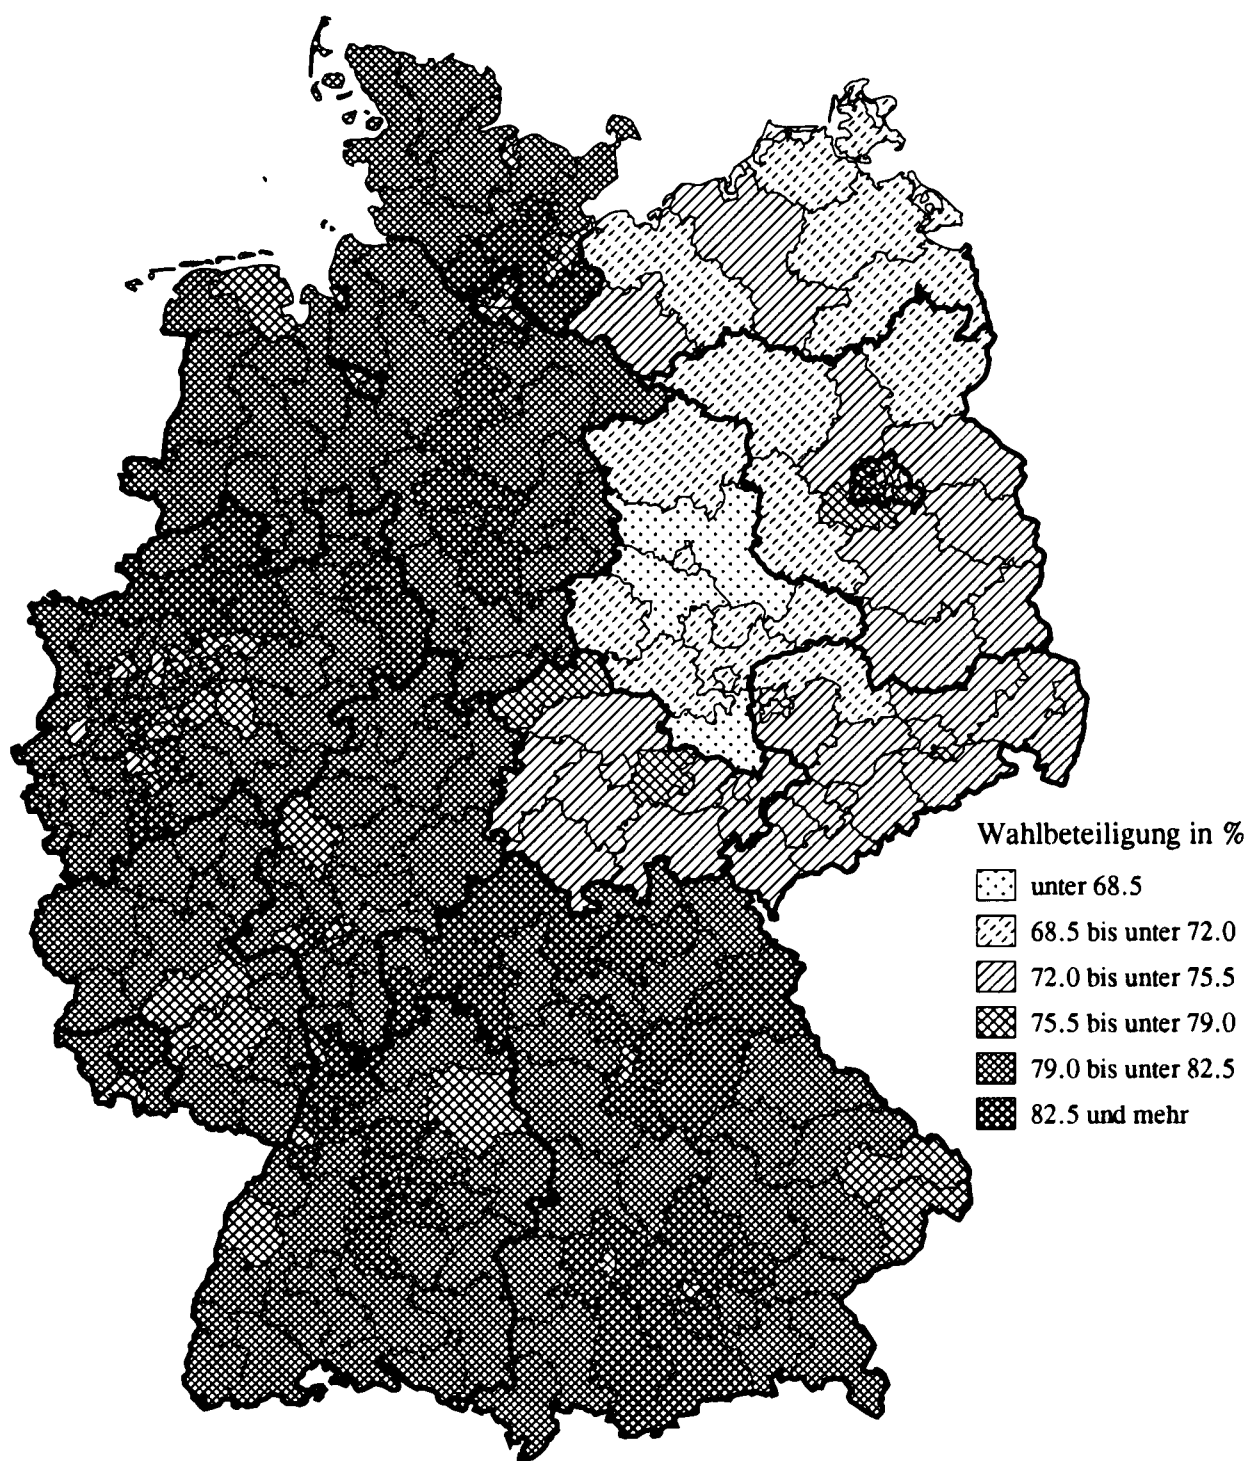 Wahlbeteiligung in %
unter 68.5
68.5 bis unter 72.0
72.0 bis unter 75.5
75.5 bis unter 79.0
79.0 bis unter 82.5
82.5 und mehr